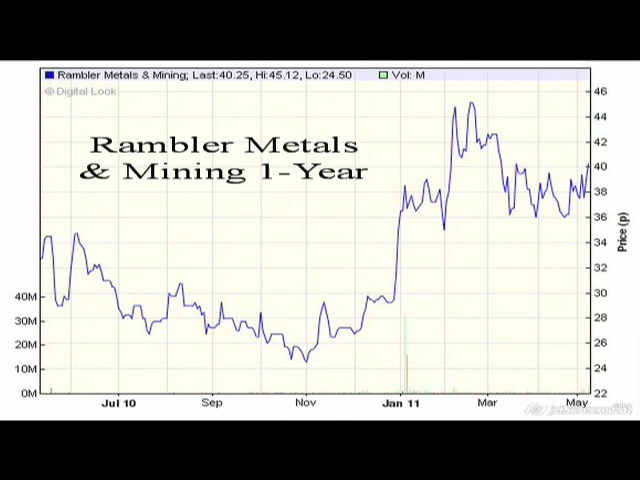 Rambler Metals & Mining; Last:40.25, Hi:45.12, Lo:24.50 Vol: M
© Digital Look
Rambler Metals
& Mining 1-Year
46
44
42
40
38
36
34
32
30
28
26
24
22
Price (p)
40M
30M
20M
10M
0M
Jul 10 Sep Nov Jan 11 Mar May